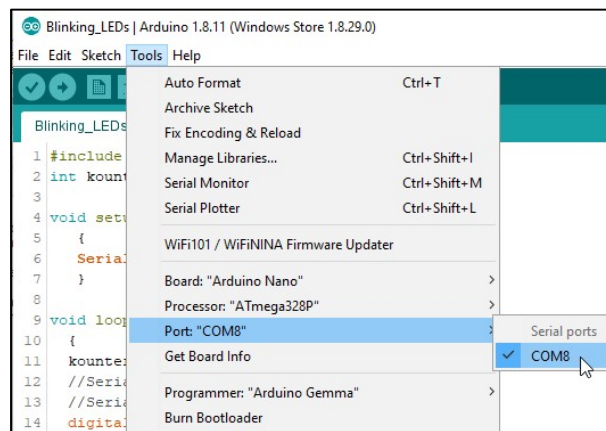 Blinking_LEDs | Arduino 1.8.11 (Windows Store 1.8.29.0)
File Edit Sketch Tools Help
Blinking_LEDs
1 #include
2 int kount
3
4 void setu
5 {
6 Serial
7 }
8
9 void loop
10 {
11 kounter
12 //Seria
13 //Seria
14 digital
Auto Format Ctrl+T
Archive Sketch
Fix Encoding & Reload
Manage Libraries... Ctrl+Shift+I
Serial Monitor Ctrl+Shift+M
Serial Plotter Ctrl+Shift+L
WiFi101 / WiFiNINA Firmware Updater
Board: "Arduino Nano"
Processor: "ATmega328P"
Port: "COM8"
Get Board Info
Programmer: "Arduino Gemma"
Burn Bootloader
Serial ports
COM8